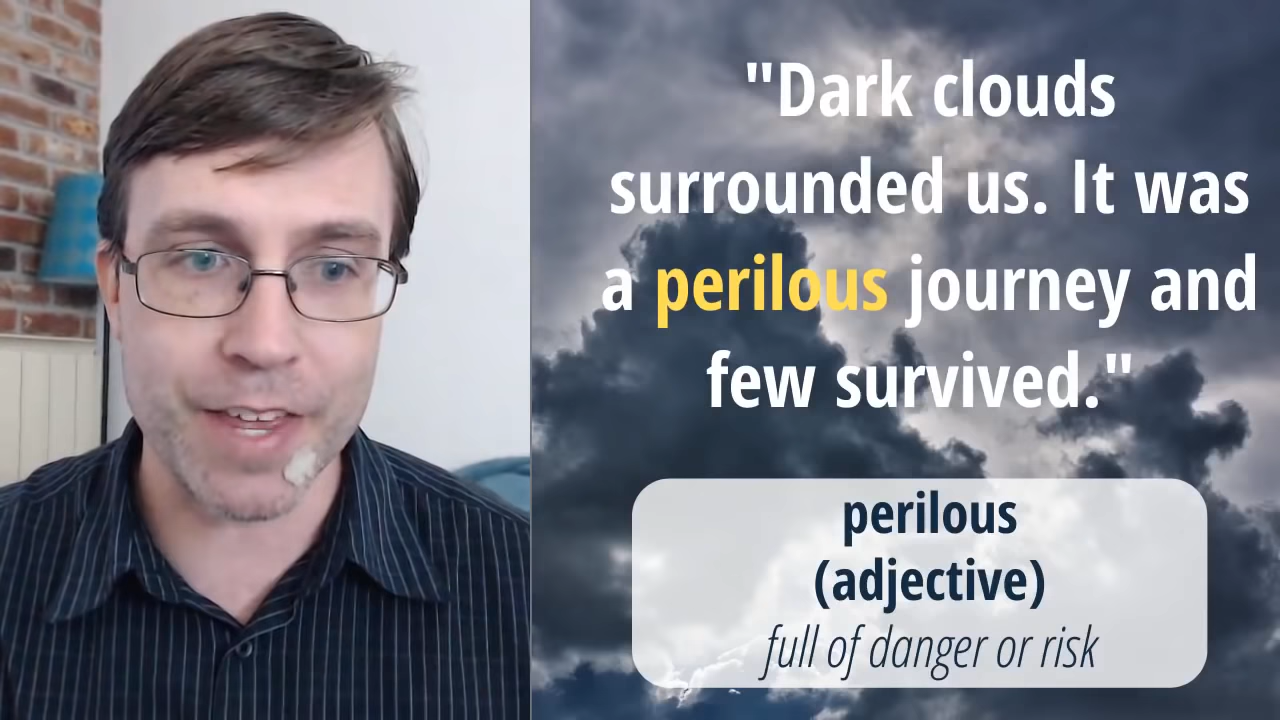 "Dark clouds
surrounded us. It was
a perilous journey and
few survived."
perilous
(adjective)
full of danger or risk